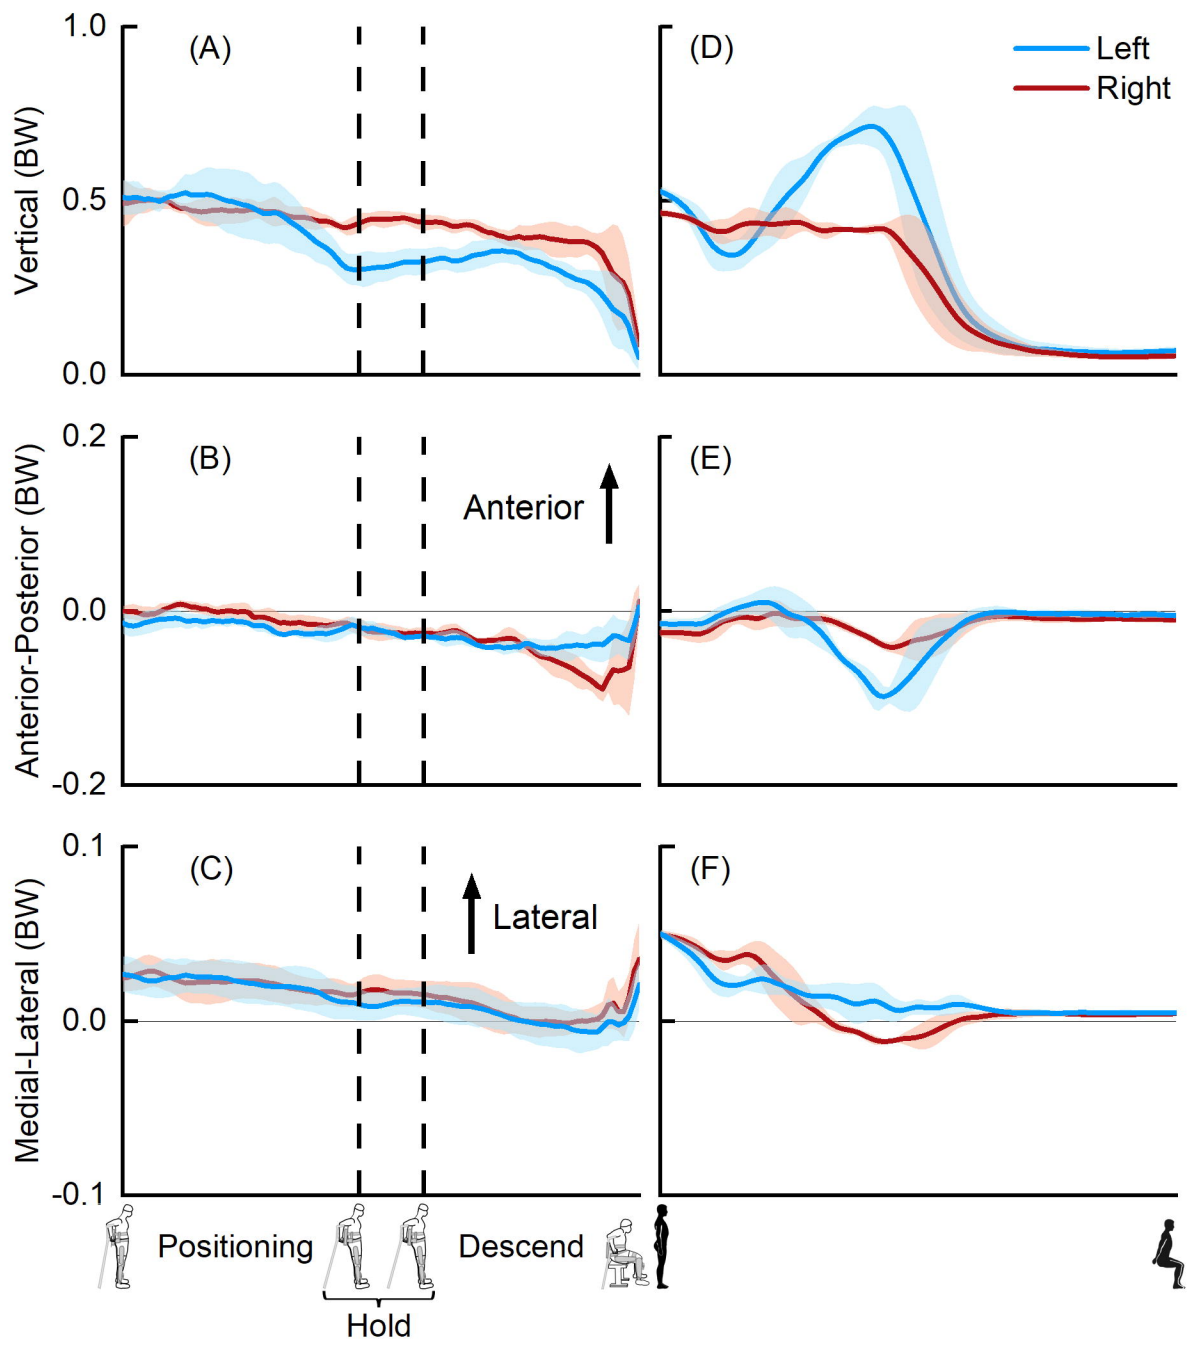 1.0
(A)
(D)
Left
Right
Vertical (BW)
0.5
0.0
0.2
(B)
(E)
Anterior
Anterior-Posterior (BW)
0.0
-0.2
0.1
(C)
(F)
Lateral
Medial-Lateral (BW)
0.0
-0.1
Positioning
Descend
Hold